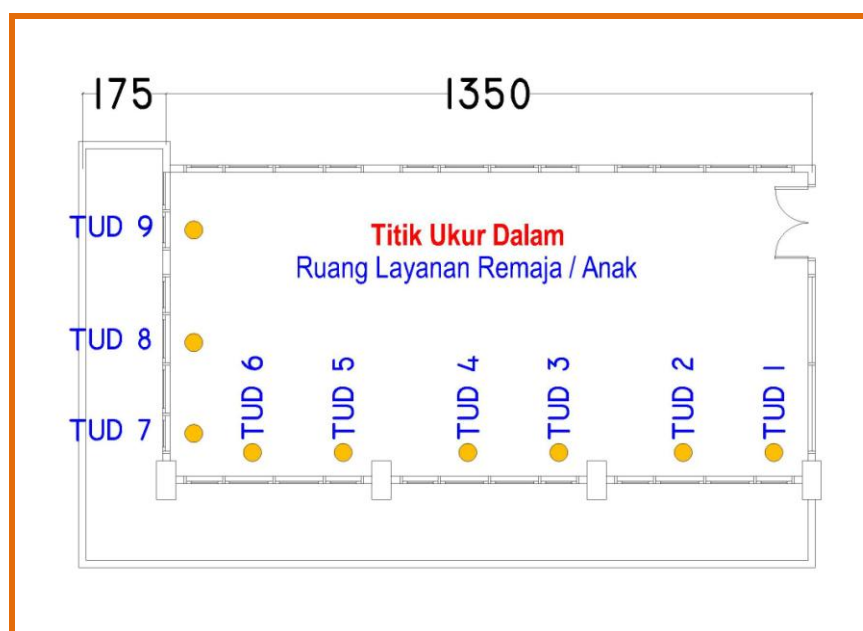 175
1350
TUD 9
Titik Ukur Dalam
Ruang Layanan Remaja / Anak
TUD 8
TUD 7
TUD 6
TUD 5
TUD 4
TUD 3
TUD 2
TUD 1